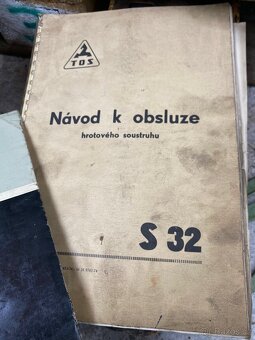 TOS
Návod k obsluze
hrotového soustruhu
S 32